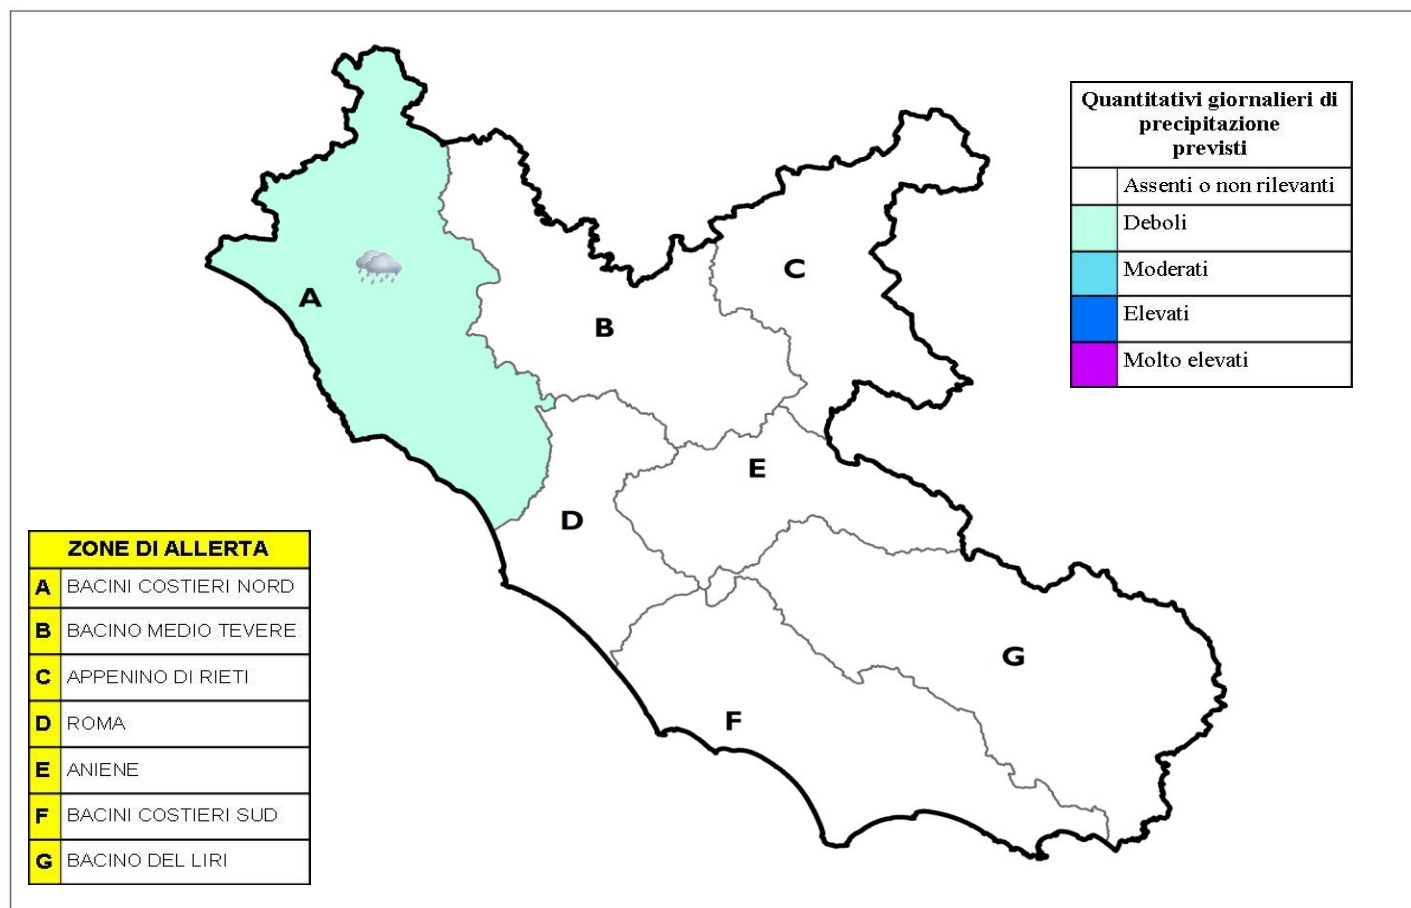 Quantitativi giornalieri di
precipitazione
previsti
Assenti o non rilevanti
Deboli
Moderati
Elevati
Molto elevati
A
B
C
D
E
F
G
ZONE DI ALLERTA
A BACINI COSTIERI NORD
B BACINO MEDIO TEVERE
C APPENINO DI RIETI
D ROMA
E ANIENE
F BACINI COSTIERI SUD
G BACINO DEL LIRI